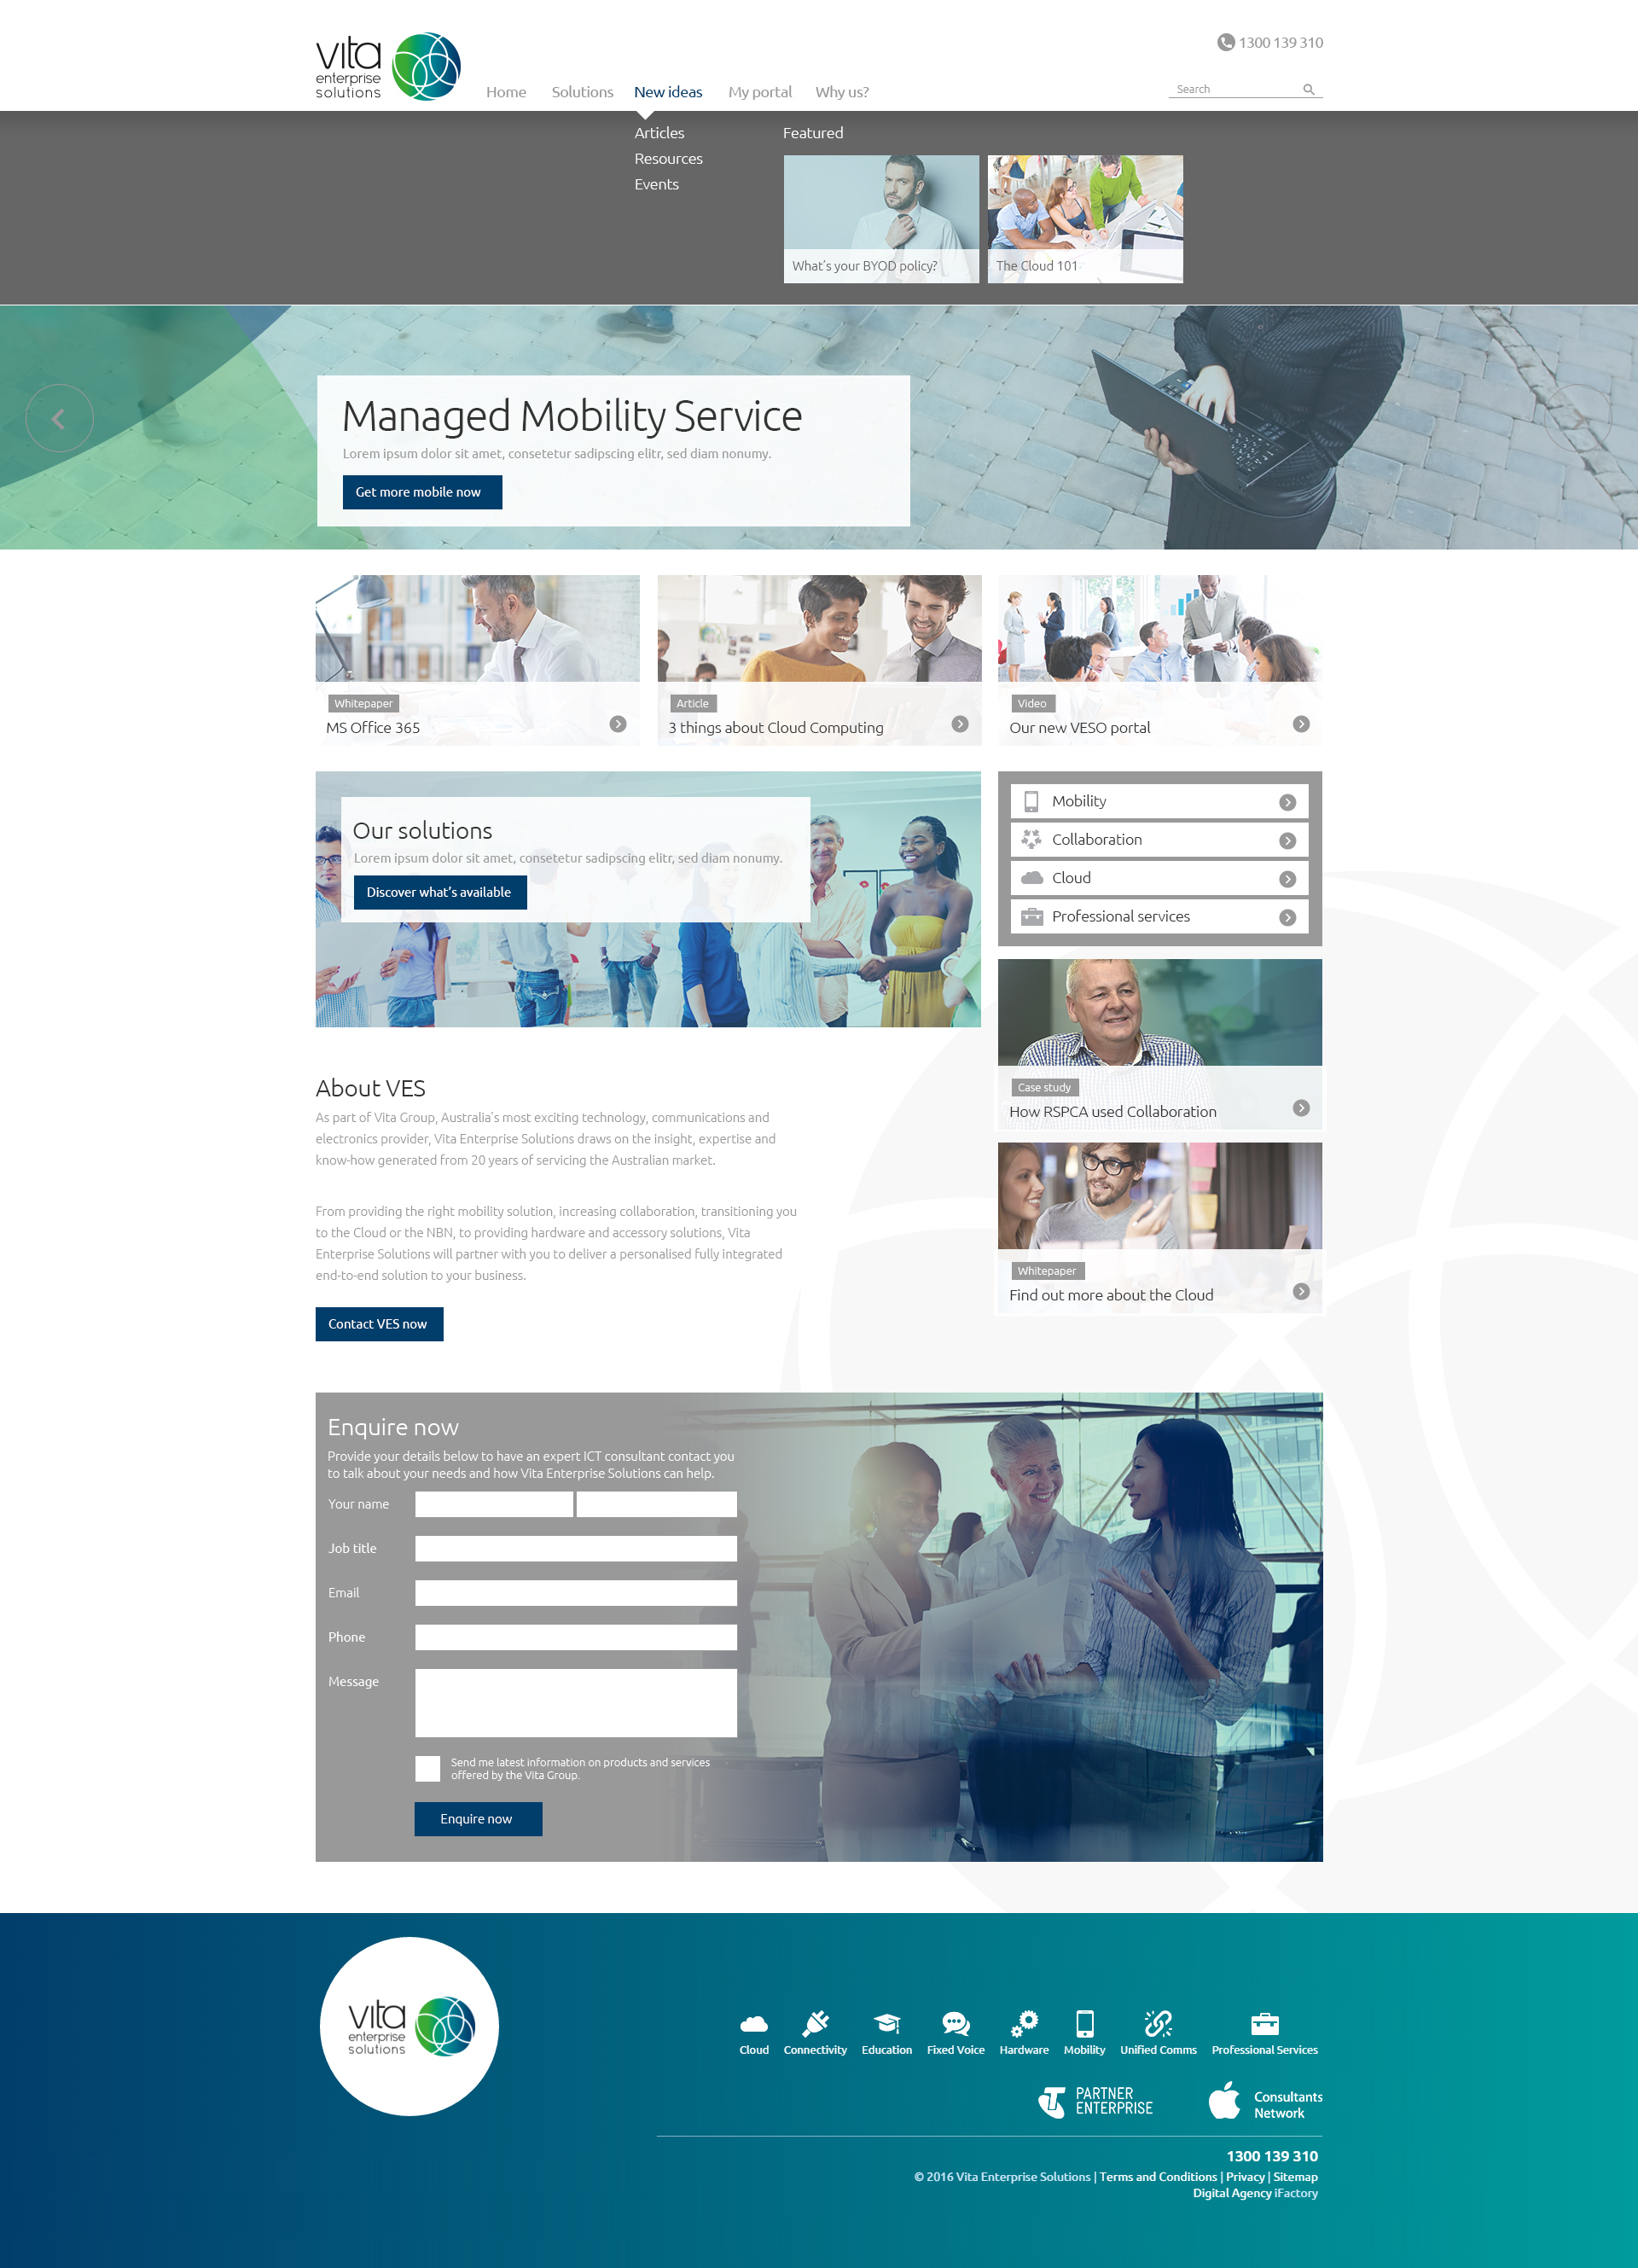 vita
enterprise
solutions
1300 139 310
Home Solutions New ideas My portal Why us?
Search
Articles
Resources
Events
Featured
What's your BYOD policy?
The Cloud 101
Managed Mobility Service
Lorem ipsum dolor sit amet, consetetur sadipscing elitr, sed diam nonumy.
Get more mobile now
Whitepaper
MS Office 365
Article
3 things about Cloud Computing
Video
Our new VESO portal
Our solutions
Lorem ipsum dolor sit amet, consetetur sadipscing elitr, sed diam nonumy.
Discover what's available
Mobility
Collaboration
Cloud
Professional services
Case study
How RSPCA used Collaboration
Whitepaper
Find out more about the Cloud
About VES
As part of Vita Group, Australia's most exciting technology, communications and
electronics provider, Vita Enterprise Solutions draws on the insight, expertise and
know-how generated from 20 years of servicing the Australian market.
From providing the right mobility solution, increasing collaboration, transitioning you
to the Cloud or the NBN, to providing hardware and accessory solutions, Vita
Enterprise Solutions will partner with you to deliver a personalised fully integrated
end-to-end solution to your business.
Contact VES now
Enquire now
Provide your details below to have an expert ICT consultant contact you
to talk about your needs and how Vita Enterprise Solutions can help.
Your name
Job title
Email
Phone
Message
Send me latest information on products and services
offered by the Vita Group.
Enquire now
vita
enterprise
solutions
Cloud Connectivity Education Fixed Voice Hardware Mobility Unified Comms Professional Services
PARTNER
ENTERPRISE
Consultants
Network
1300 139 310
© 2016 Vita Enterprise Solutions | Terms and Conditions | Privacy | Sitemap
Digital Agency iFactory